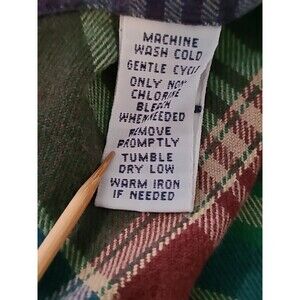 MACHINE
WASH COLD
GENTLE CYCLE
ONLY NON
CHLORINE
BLEACH
WHEN NEEDED
REMOVE
PROMPTLY
TUMBLE
DRY LOW
WARM IRON
IF NEEDED